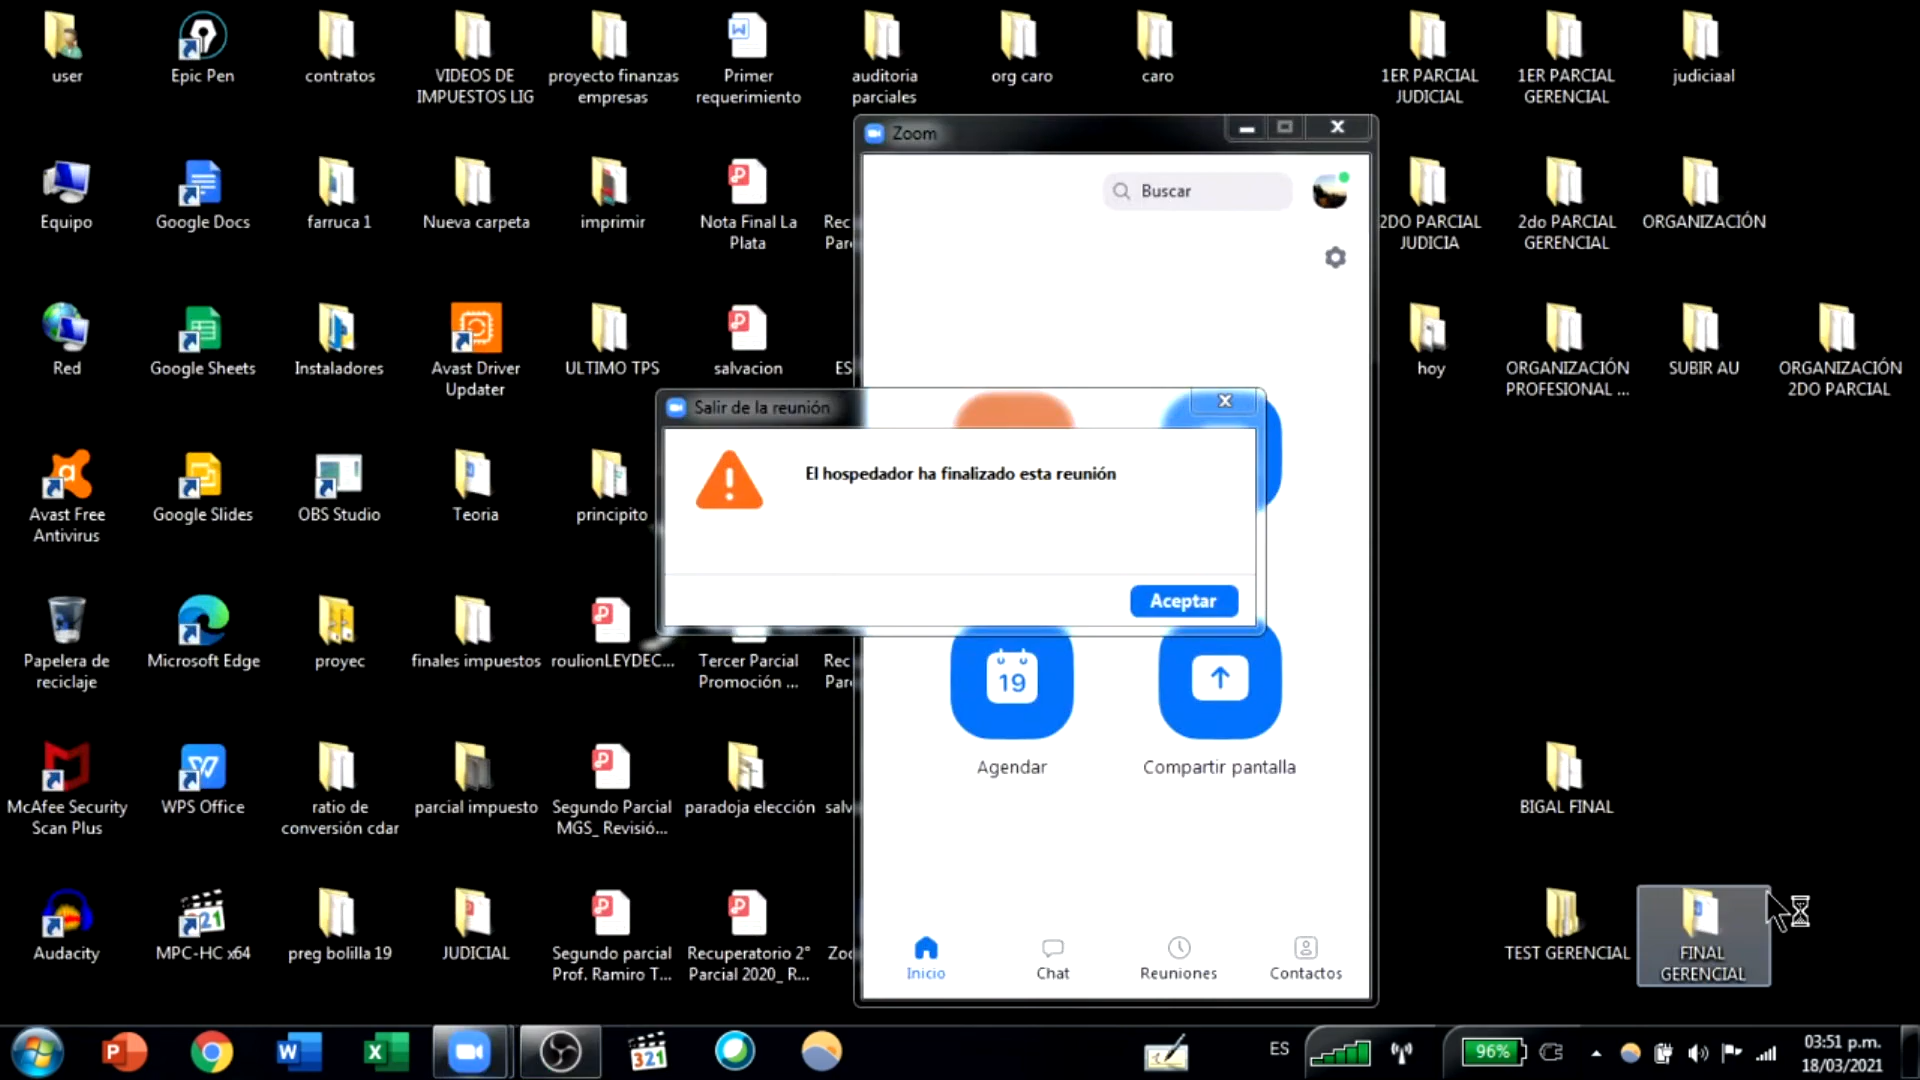 user
Epic Pen
contratos
VIDEOS DE
IMPUESTOS LIG
proyecto finanzas
empresas
Primer
requerimiento
auditoria
parciales
org caro
caro
1ER PARCIAL
JUDICIAL
1ER PARCIAL
GERENCIAL
judiciaal
Zoom
Buscar
Equipo
Google Docs
farruca 1
Nueva carpeta
imprimir
Nota Final La
Plata
2DO PARCIAL
JUDICIA
2do PARCIAL
GERENCIAL
ORGANIZACIÓN
Red
Google Sheets
Instaladores
Avast Driver
Updater
ULTIMO TPS
salvacion
hoy
ORGANIZACIÓN
PROFESIONAL ...
SUBIR AU
ORGANIZACIÓN
2DO PARCIAL
Salir de la reunión
El hospedador ha finalizado esta reunión
Aceptar
Avast Free
Antivirus
Google Slides
OBS Studio
Teoria
principito
Papelera de
reciclaje
Microsoft Edge
proyec
finales impuestos
roulionLEYDEC...
Tercer Parcial
Promoción ...
19
Agendar
Compartir pantalla
McAfee Security
Scan Plus
WPS Office
ratio de
conversión cdar
parcial impuesto
Segundo Parcial
MGS_ Revisió...
paradoja elección
BIGAL FINAL
Audacity
MPC-HC x64
preg bolilla 19
JUDICIAL
Segundo parcial
Prof. Ramiro T...
Recuperatorio 2°
Parcial 2020_ R...
Inicio
Chat
Reuniones
Contactos
TEST GERENCIAL
FINAL
GERENCIAL
321
ES
96%
03:51 p.m.
18/03/2021